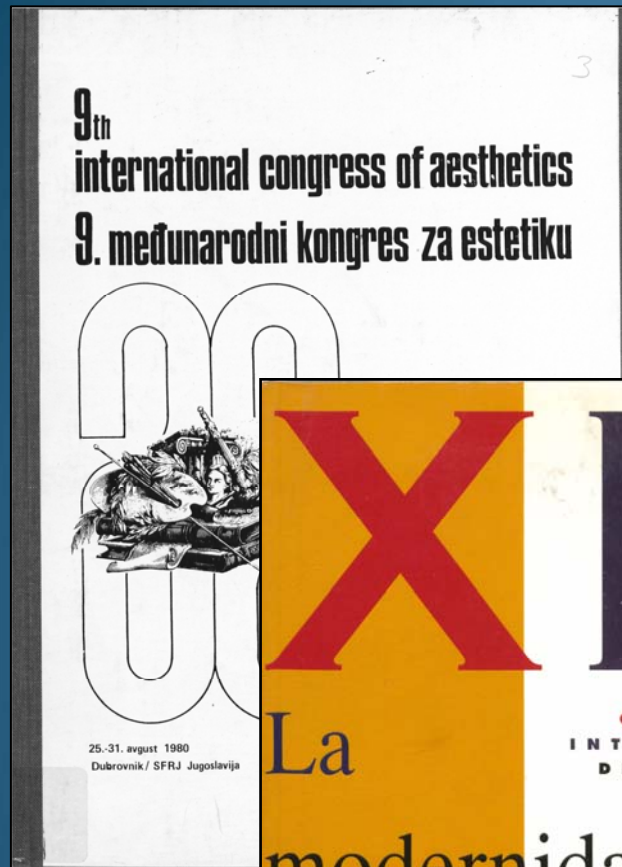 3
9th
international congress of aesthetics
9. međunarodni kongres za estetiku
25.-31. avgust 1980
Dubrovnik/ SFRJ Jugoslavija
X
La
INT
D
modernida